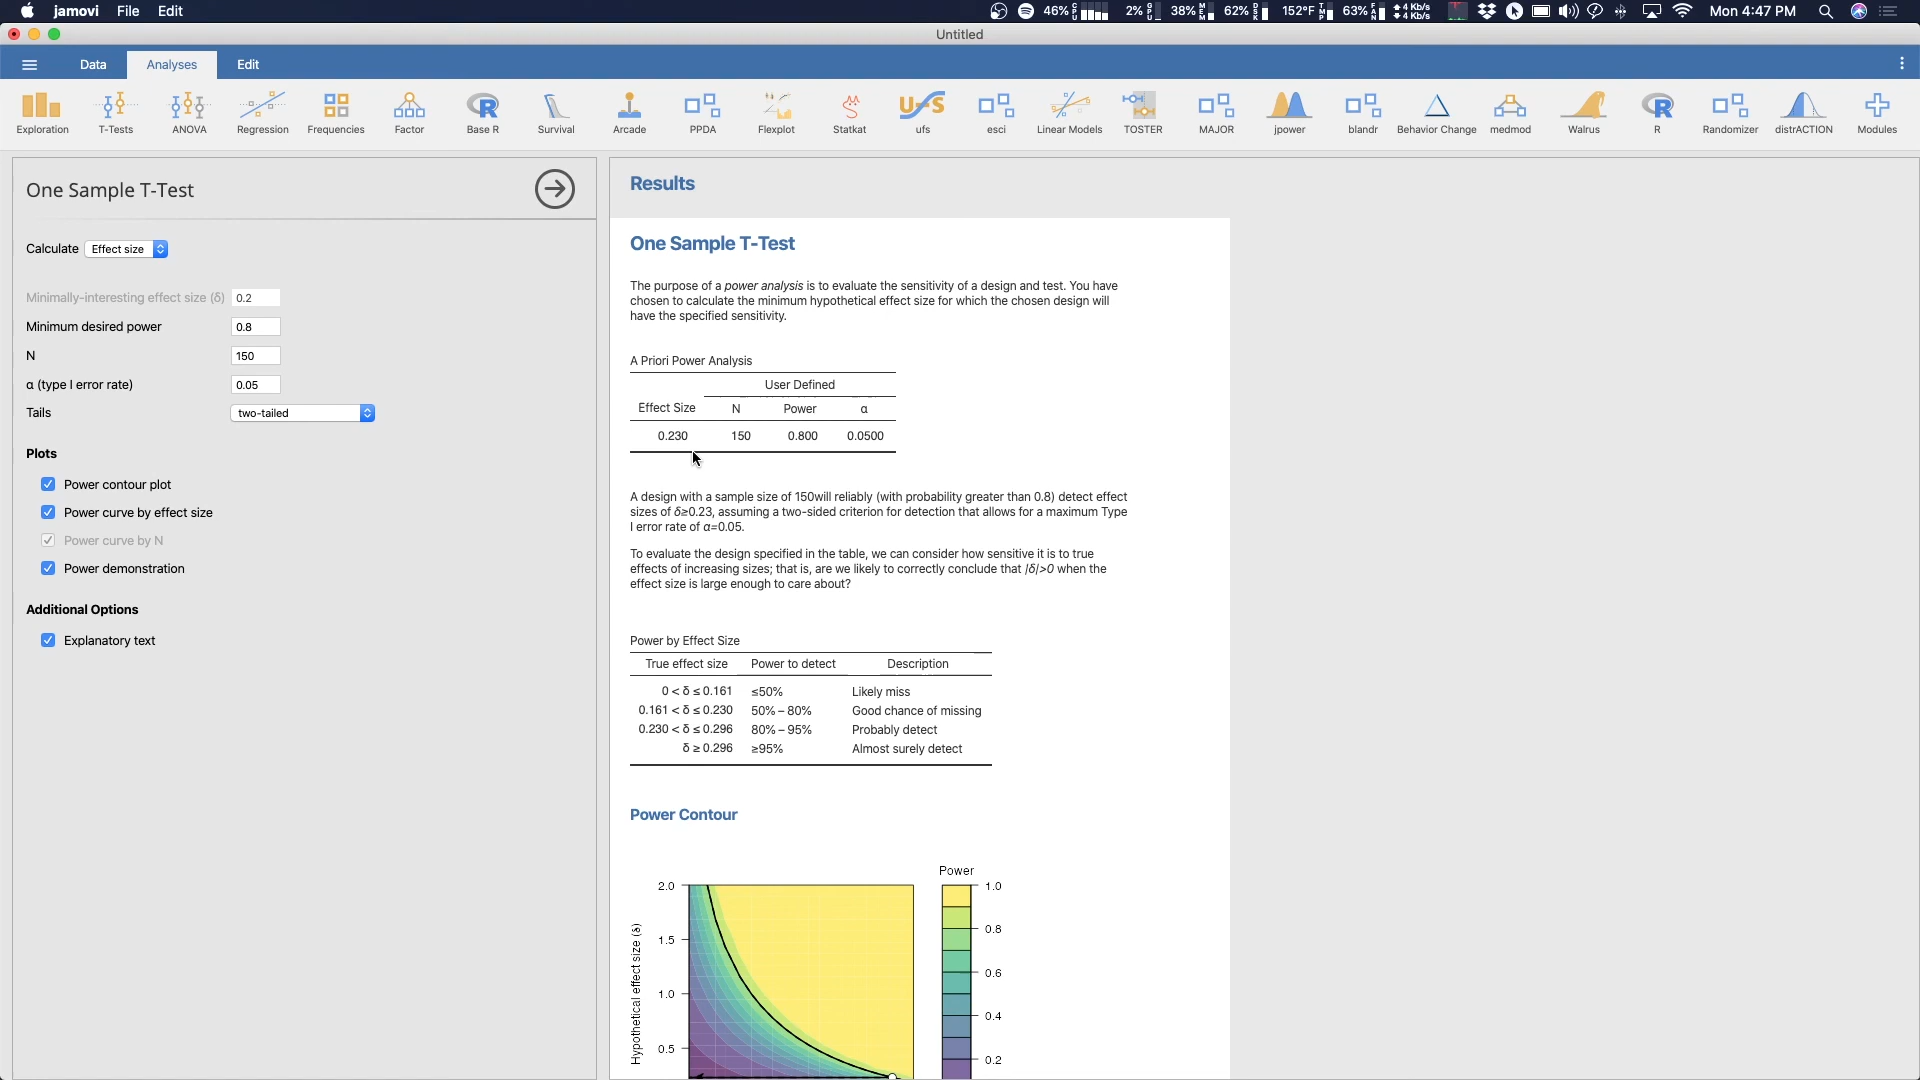 jamovi File Edit
46% 2% 38% 62% 152°F 63% 4 Kb/s 4 Kb/s Mon 4:47 PM
Untitled
Data Analyses Edit
Exploration T-Tests ANOVA Regression Frequencies Factor Base R Survival Arcade PPDA Flexplot Statkat ufs esci Linear Models TOSTER MAJOR jpower blandr Behavior Change medmod Walrus R Randomizer distrACTION Modules
One Sample T-Test
Calculate Effect size
Minimally-interesting effect size (δ) 0.2
Minimum desired power 0.8
N 150
α (type I error rate) 0.05
Tails two-tailed
Plots
Power contour plot
Power curve by effect size
Power curve by N
Power demonstration
Additional Options
Explanatory text
Results
One Sample T-Test
The purpose of a power analysis is to evaluate the sensitivity of a design and test. You have
chosen to calculate the minimum hypothetical effect size for which the chosen design will
have the specified sensitivity.
A Priori Power Analysis
User Defined
Effect Size N Power α
0.230 150 0.800 0.0500
A design with a sample size of 150will reliably (with probability greater than 0.8) detect effect
sizes of δ≥0.23, assuming a two-sided criterion for detection that allows for a maximum Type
I error rate of α=0.05.
To evaluate the design specified in the table, we can consider how sensitive it is to true
effects of increasing sizes; that is, are we likely to correctly conclude that |δ|>0 when the
effect size is large enough to care about?
Power by Effect Size
True effect size Power to detect Description
0 < δ ≤ 0.161 ≤50% Likely miss
0.161 < δ ≤ 0.230 50% – 80% Good chance of missing
0.230 < δ ≤ 0.296 80% – 95% Probably detect
δ ≥ 0.296 ≥95% Almost surely detect
Power Contour
Power
Hypothetical effect size (δ)
2.0
1.5
1.0
0.5
1.0
0.8
0.6
0.4
0.2